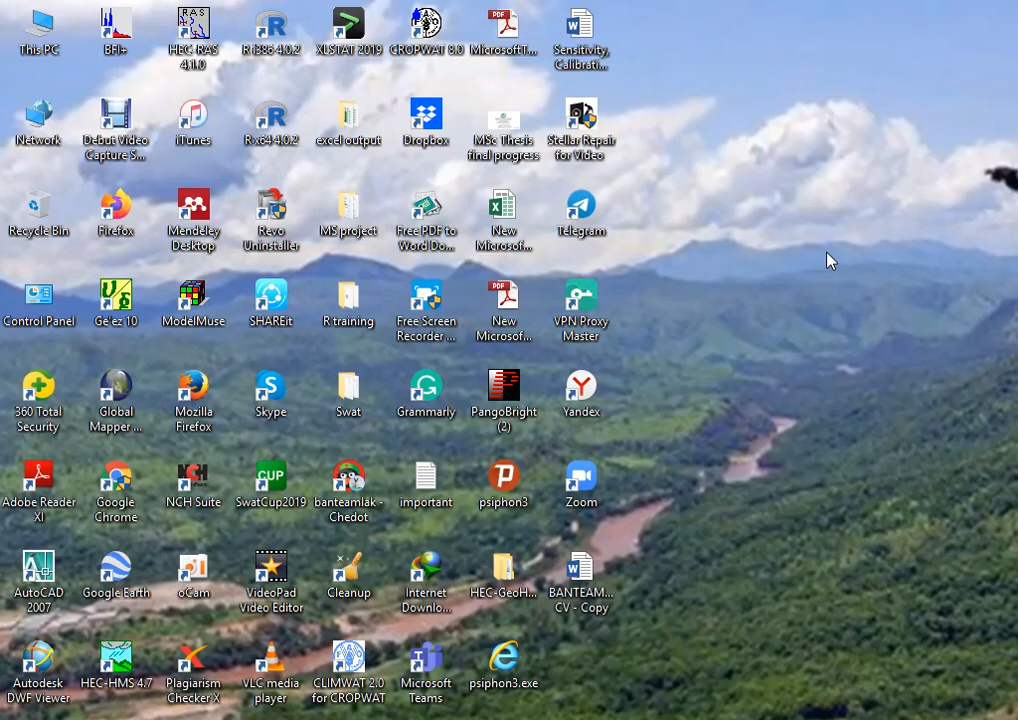 This PC
BFI+
HEC-RAS
4.1.0
R i386 4.0.2
XLSTAT 2019
CROPWAT 8.0
MicrosoftT...
Sensitivity,
Calibrati...
Network
Debut Video
Capture S...
iTunes
R x64 4.0.2
excel output
Dropbox
MSc Thesis
final progress
Stellar Repair
for Video
Recycle Bin
Firefox
Mendeley
Desktop
Revo
Uninstaller
MS project
Free PDF to
Word Do...
New
Microsof...
Telegram
Control Panel
Ge'ez 10
ModelMuse
SHAREit
R training
Free Screen
Recorder ...
New
Microsof...
VPN Proxy
Master
360 Total
Security
Global
Mapper ...
Mozilla
Firefox
Skype
Swat
Grammarly
PangoBright
(2)
Yandex
Adobe Reader
XI
Google
Chrome
NCH Suite
SwatCup2019
banteamlak -
Chedot
important
psiphon3
Zoom
AutoCAD
2007
Google Earth
oCam
VideoPad
Video Editor
Cleanup
Internet
Downlo...
HEC-GeoH...
BANTEAM...
CV - Copy
Autodesk
DWF Viewer
HEC-HMS 4.7
Plagiarism
Checker X
VLC media
player
CLIMWAT 2.0
for CROPWAT
Microsoft
Teams
psiphon3.exe